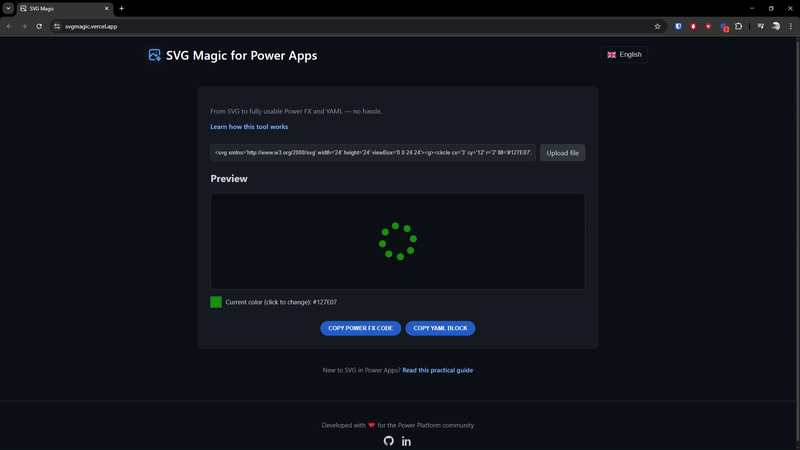 SVG Magic
svgmagic.vercel.app
SVG Magic for Power Apps
English
From SVG to fully usable Power FX and YAML — no hassle.
Learn how this tool works
<svg xmlns='http://www.w3.org/2000/svg' width='24' height='24' viewBox='0 0 24 24'><g><circle cx='3' cy='12' r='2' fill='#127E07'
Upload file
Preview
Current color (click to change): #127E07
COPY POWER FX CODE
COPY YAML BLOCK
New to SVG in Power Apps? Read this practical guide
Developed with ❤ for the Power Platform community
in